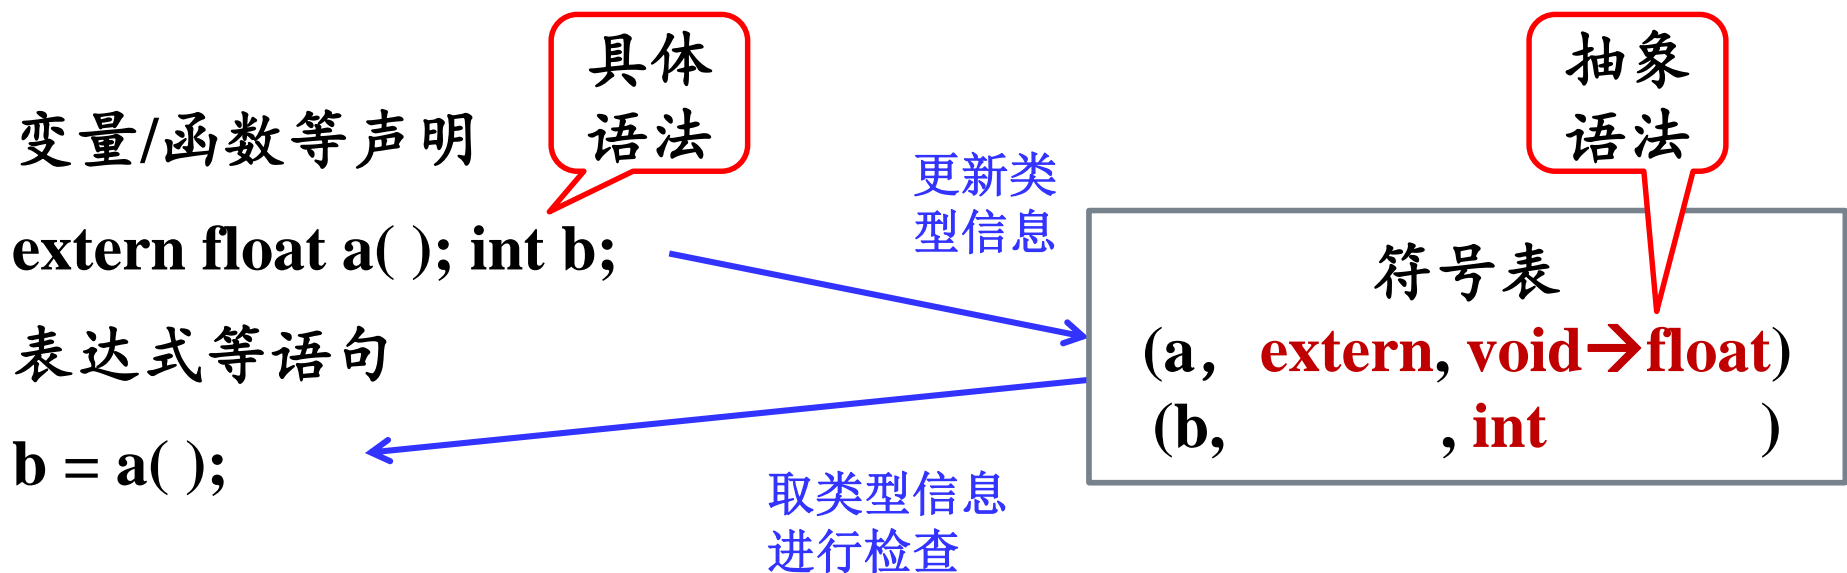 具体
语法
变量/函数等声明
extern float a( ); int b;
表达式等语句
b = a( );
更新类
型信息
取类型信息
进行检查
抽象
语法
符号表
(a, extern, void→float)
(b, , int )